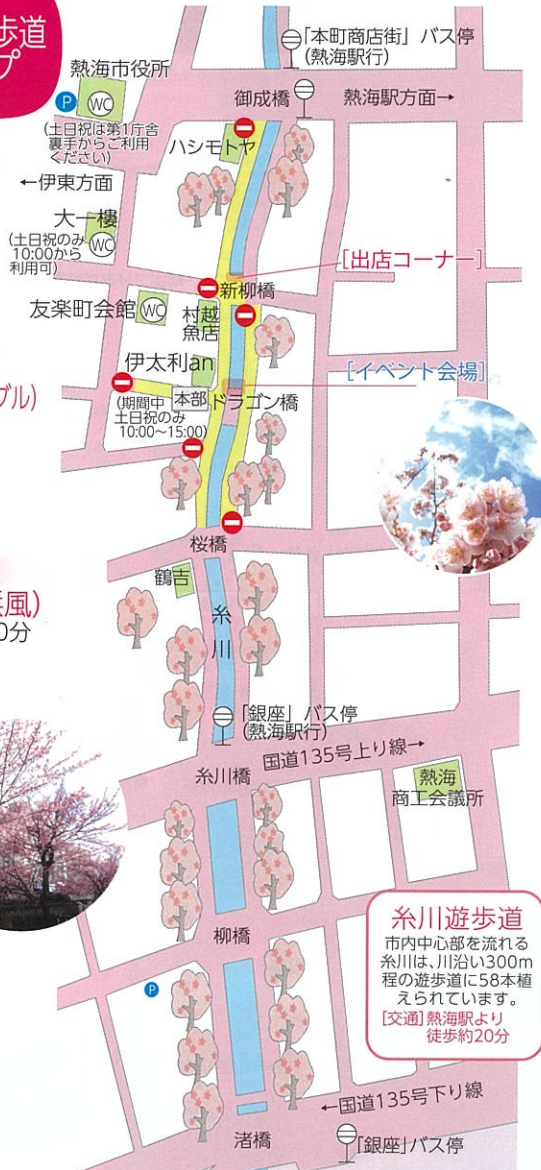 歩道
プ
「本町商店街」バス停
(熱海駅行)
熱海市役所
P
WC
(土日祝は第1庁舎
裏手からご利用
ください)
御成橋
熱海駅方面→
ハシモトヤ
←伊東方面
大一樓
(土日祝のみ
10:00から
利用可)
WC
[出店コーナー]
新柳橋
友楽町会館
WC
村越
魚店
伊太利an
[イベント会場]
ブル)
本部
ドラゴン橋
(期間中
土日祝のみ
10:00~15:00)
桜橋
鶴吉
風)
0分
糸川
「銀座」バス停
(熱海駅行)
国道135号上り線→
糸川橋
熱海
商工会議所
糸川遊歩道
市内中心部を流れる
糸川は、川沿い300m
程の遊歩道に58本植
えられています。
[交通]熱海駅より
徒歩約20分
柳橋
P
←国道135号下り線
渚橋
「銀座」バス停